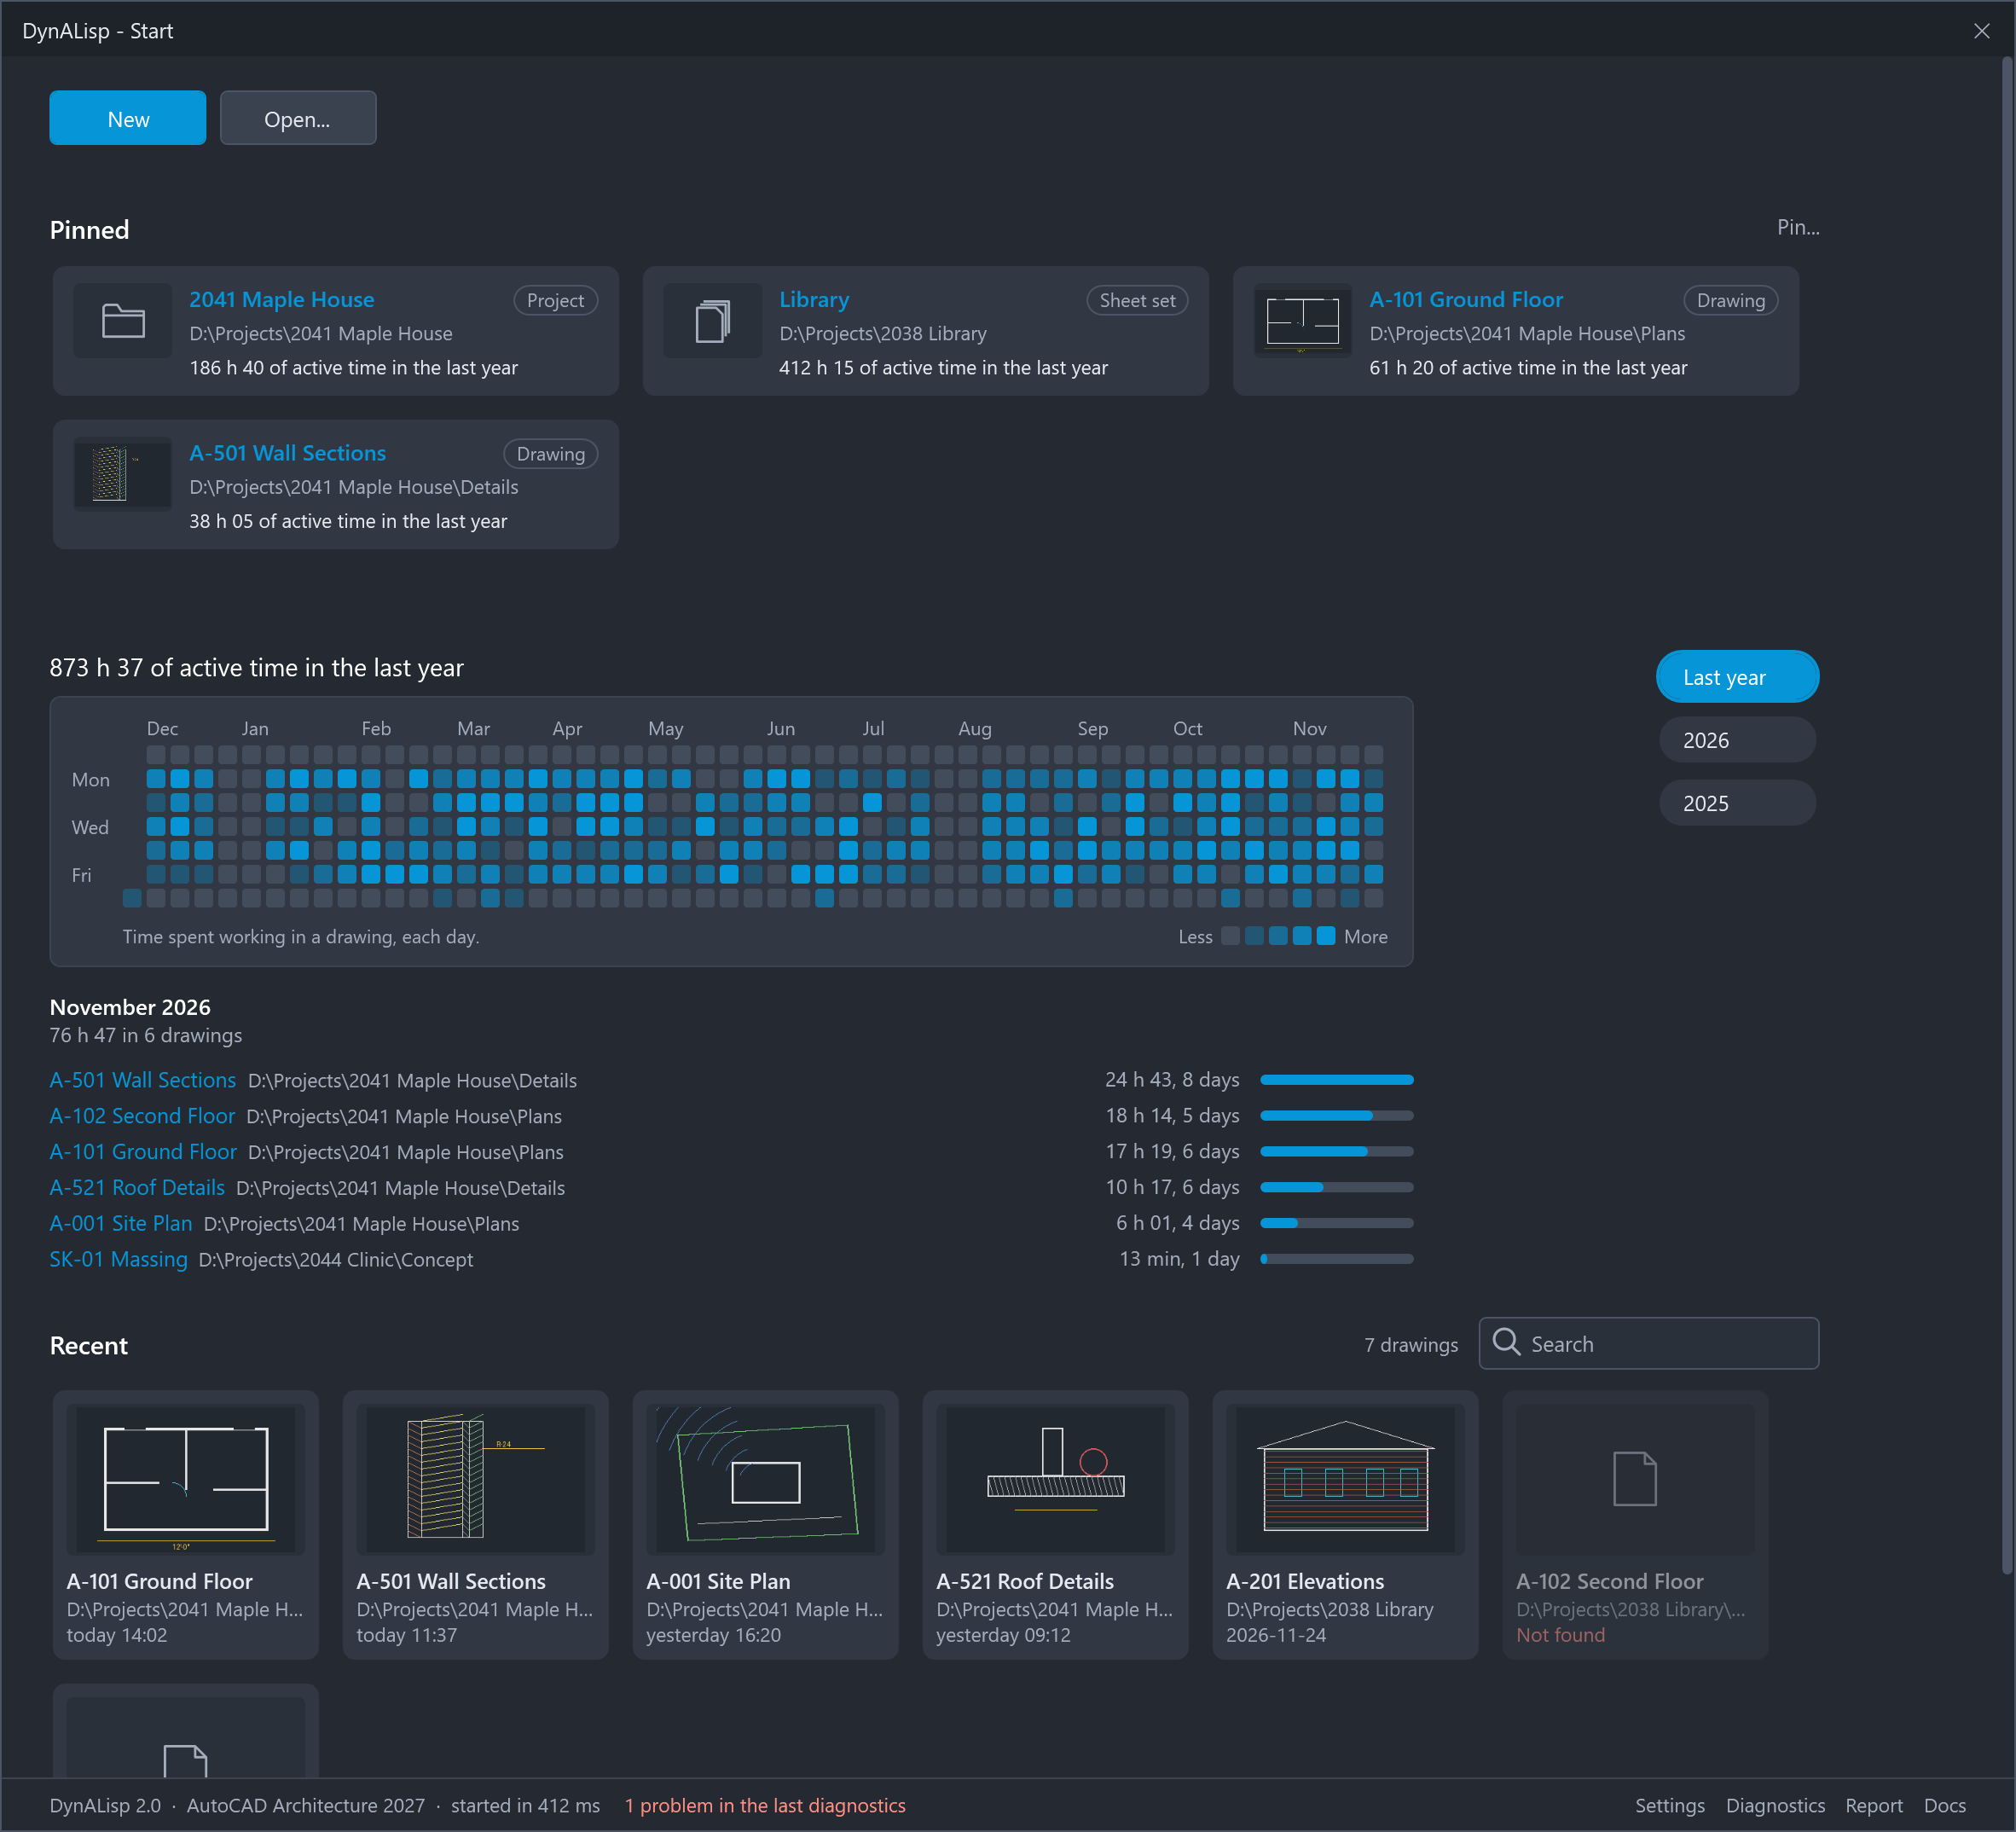 DynALisp - Start
New
Open...
Pinned
Pin...
2041 Maple House
Project
D:\Projects\2041 Maple House
186 h 40 of active time in the last year
Library
Sheet set
D:\Projects\2038 Library
412 h 15 of active time in the last year
A-101 Ground Floor
Drawing
D:\Projects\2041 Maple House\Plans
61 h 20 of active time in the last year
A-501 Wall Sections
Drawing
D:\Projects\2041 Maple House\Details
38 h 05 of active time in the last year
873 h 37 of active time in the last year
Last year
2026
2025
Dec Jan Feb Mar Apr May Jun Jul Aug Sep Oct Nov
Mon
Wed
Fri
Time spent working in a drawing, each day.
Less
More
November 2026
76 h 47 in 6 drawings
A-501 Wall Sections D:\Projects\2041 Maple House\Details 24 h 43, 8 days
A-102 Second Floor D:\Projects\2041 Maple House\Plans 18 h 14, 5 days
A-101 Ground Floor D:\Projects\2041 Maple House\Plans 17 h 19, 6 days
A-521 Roof Details D:\Projects\2041 Maple House\Details 10 h 17, 6 days
A-001 Site Plan D:\Projects\2041 Maple House\Plans 6 h 01, 4 days
SK-01 Massing D:\Projects\2044 Clinic\Concept 13 min, 1 day
Recent
7 drawings
Search
12'-0"
A-101 Ground Floor
D:\Projects\2041 Maple H...
today 14:02
R-24
A-501 Wall Sections
D:\Projects\2041 Maple H...
today 11:37
A-001 Site Plan
D:\Projects\2041 Maple H...
yesterday 16:20
A-521 Roof Details
D:\Projects\2041 Maple H...
yesterday 09:12
A-201 Elevations
D:\Projects\2038 Library
2026-11-24
A-102 Second Floor
D:\Projects\2038 Library\...
Not found
DynALisp 2.0 · AutoCAD Architecture 2027 · started in 412 ms
1 problem in the last diagnostics
Settings
Diagnostics
Report
Docs